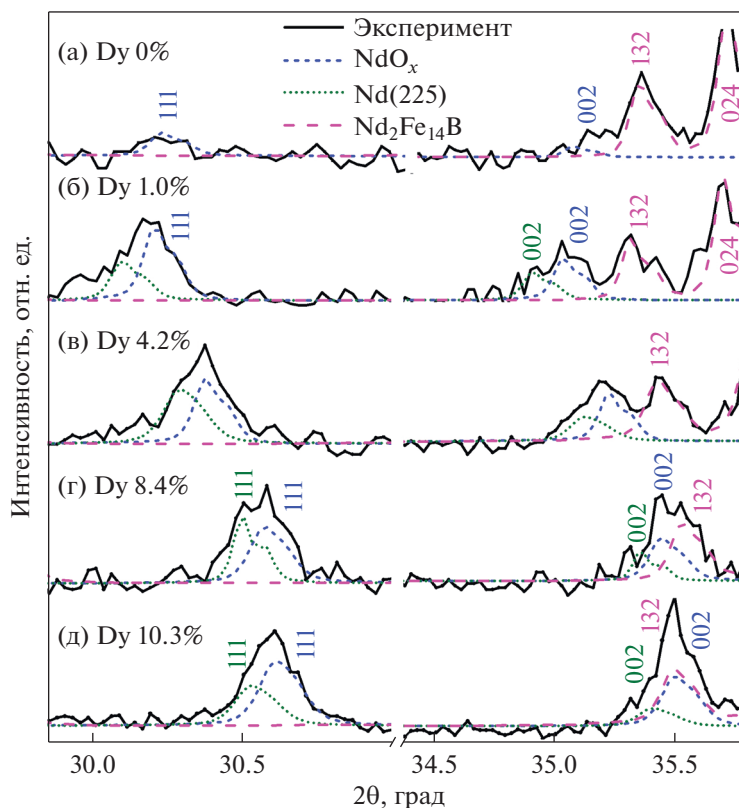 Эксперимент
NdOx
Nd(225)
Nd2Fe14B
(а) Dy 0%
111
002
132
024
(б) Dy 1.0%
111
002
002
132
024
(в) Dy 4.2%
132
(г) Dy 8.4%
111
111
002
002
132
(д) Dy 10.3%
111
111
002
132
002
Интенсивность, отн. ед.
30.0 30.5 34.5 35.0 35.5
2θ, град